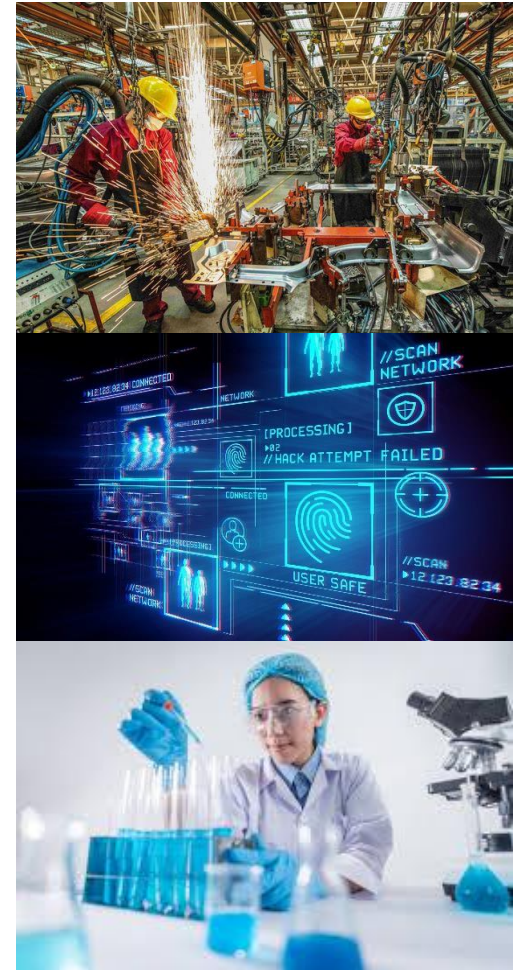 //SCAN
NETWORK
▶12.123.82.34: CONNECTED
NETWORK
[PROCESSING]
▶02
//HACK ATTEMPT FAILED
CONNECTED
[PROCESSING]
USER SAFE
//SCAN
▶12.123.82.34
//SCAN
NETWORK